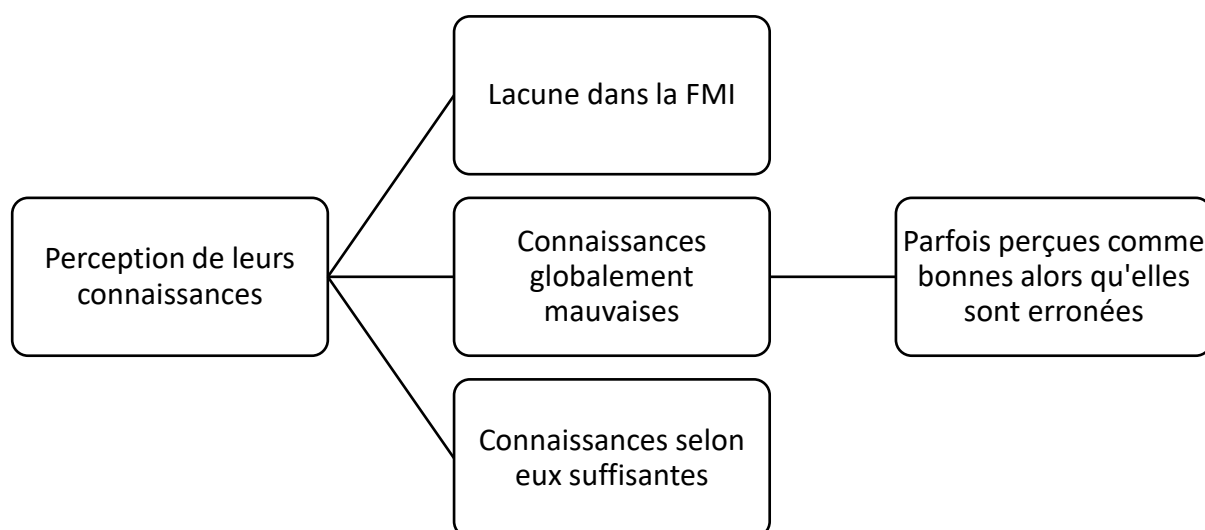 Lacune dans la FMI
Perception de leurs
connaissances
Connaissances
globalement
mauvaises
Parfois perçues comme
bonnes alors qu'elles
sont erronées
Connaissances selon
eux suffisantes